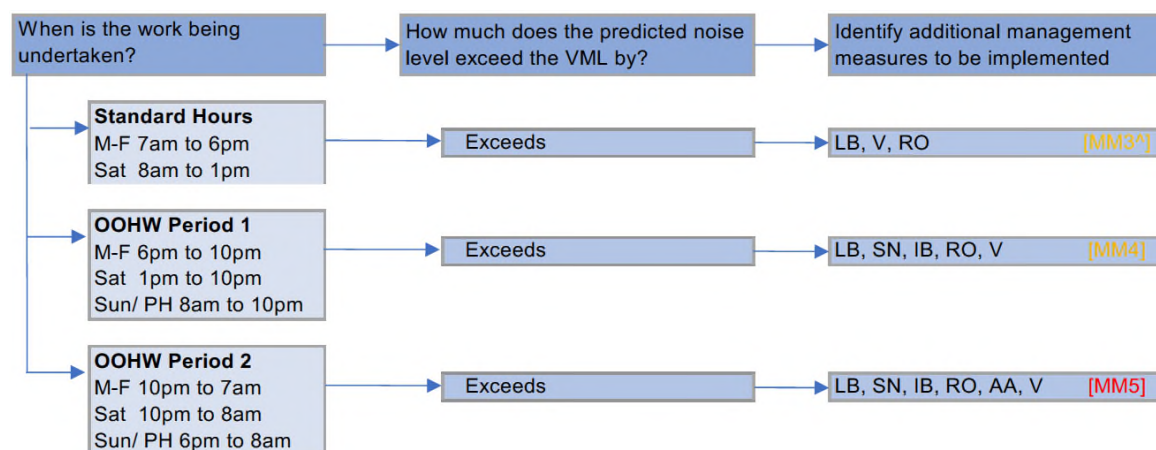 When is the work being
undertaken?
How much does the predicted noise
level exceed the VML by?
Identify additional management
measures to be implemented
Standard Hours
M-F 7am to 6pm
Sat 8am to 1pm
Exceeds
LB, V, RO [MM3^]
OOHW Period 1
M-F 6pm to 10pm
Sat 1pm to 10pm
Sun/ PH 8am to 10pm
Exceeds
LB, SN, IB, RO, V [MM4]
OOHW Period 2
M-F 10pm to 7am
Sat 10pm to 8am
Sun/ PH 6pm to 8am
Exceeds
LB, SN, IB, RO, AA, V [MM5]